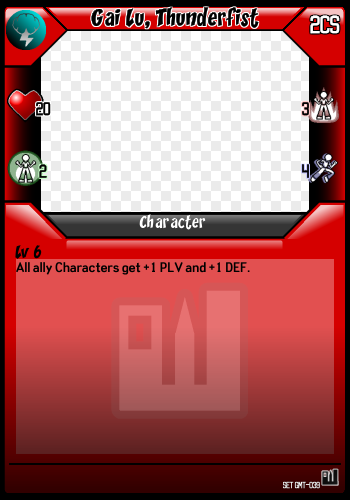 Gai Lu, Thunderfist
2CS
20
3
2
4
Character
Lv 6
All ally Characters get +1 PLV and +1 DEF.
SET GMT-039